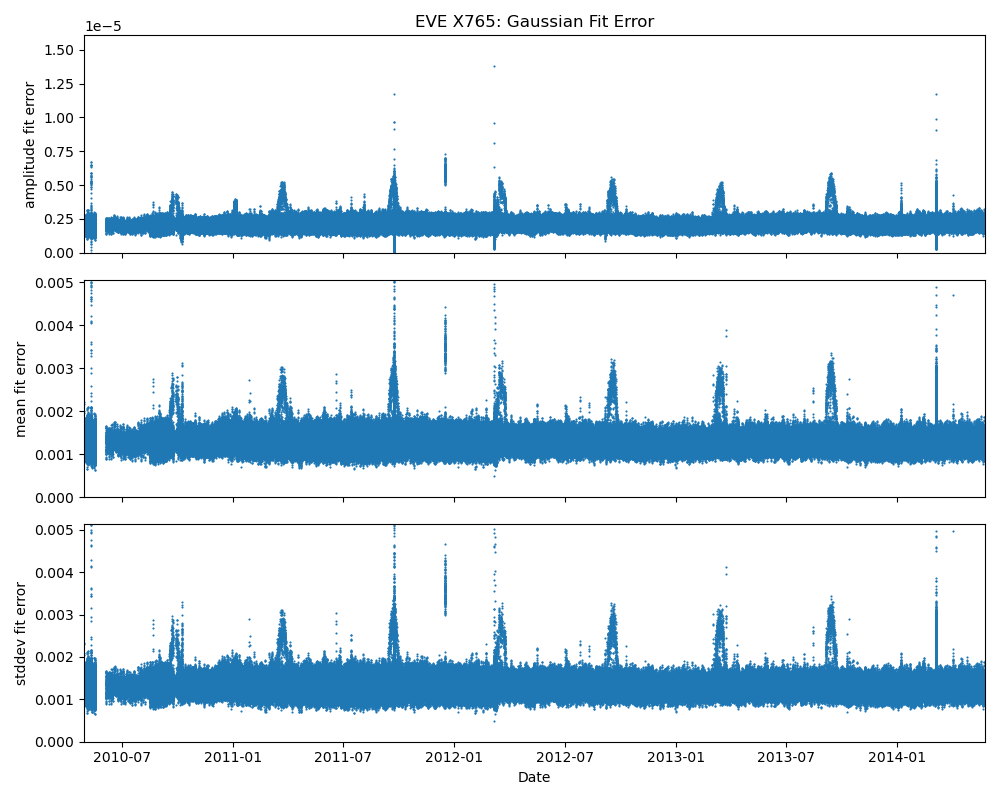 EVE X765: Gaussian Fit Error
1e−5
1.50
1.25
1.00
0.75
0.50
0.25
0.00
amplitude fit error
0.005
0.004
0.003
0.002
0.001
0.000
mean fit error
0.005
0.004
0.003
0.002
0.001
0.000
stddev fit error
2010-07 2011-01 2011-07 2012-01 2012-07 2013-01 2013-07 2014-01
Date